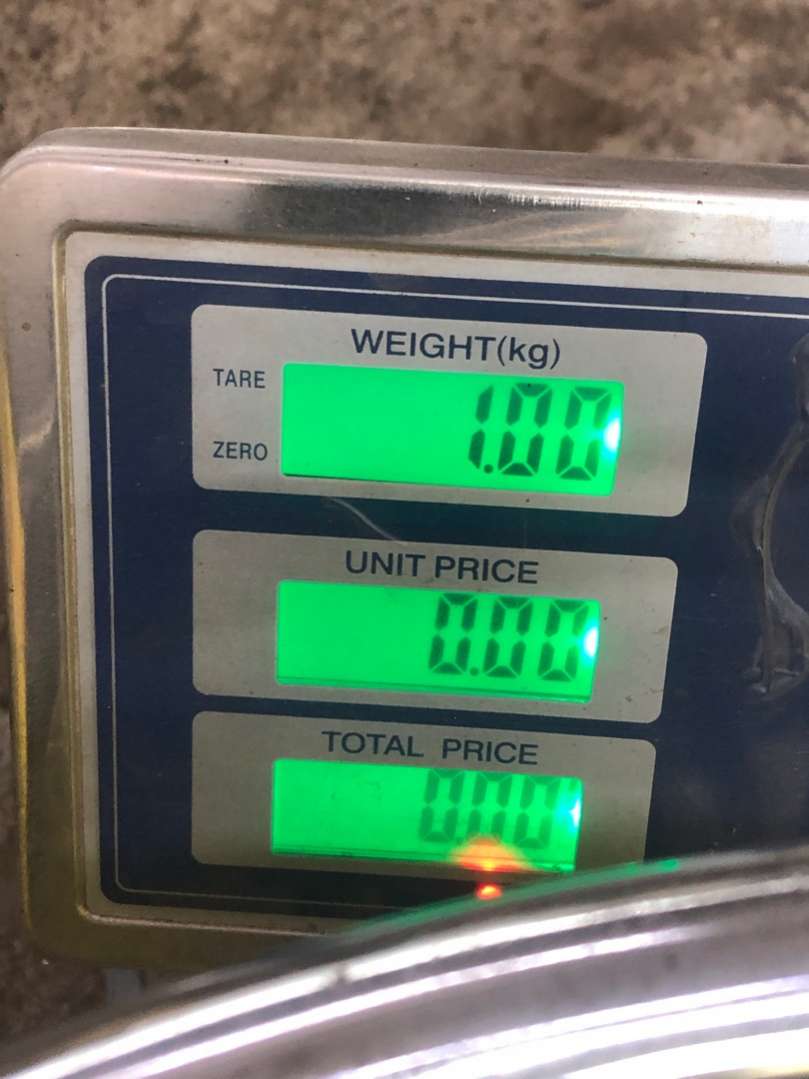 WEIGHT(kg)
TARE
1.00
ZERO
UNIT PRICE
0.00
TOTAL PRICE
0.00